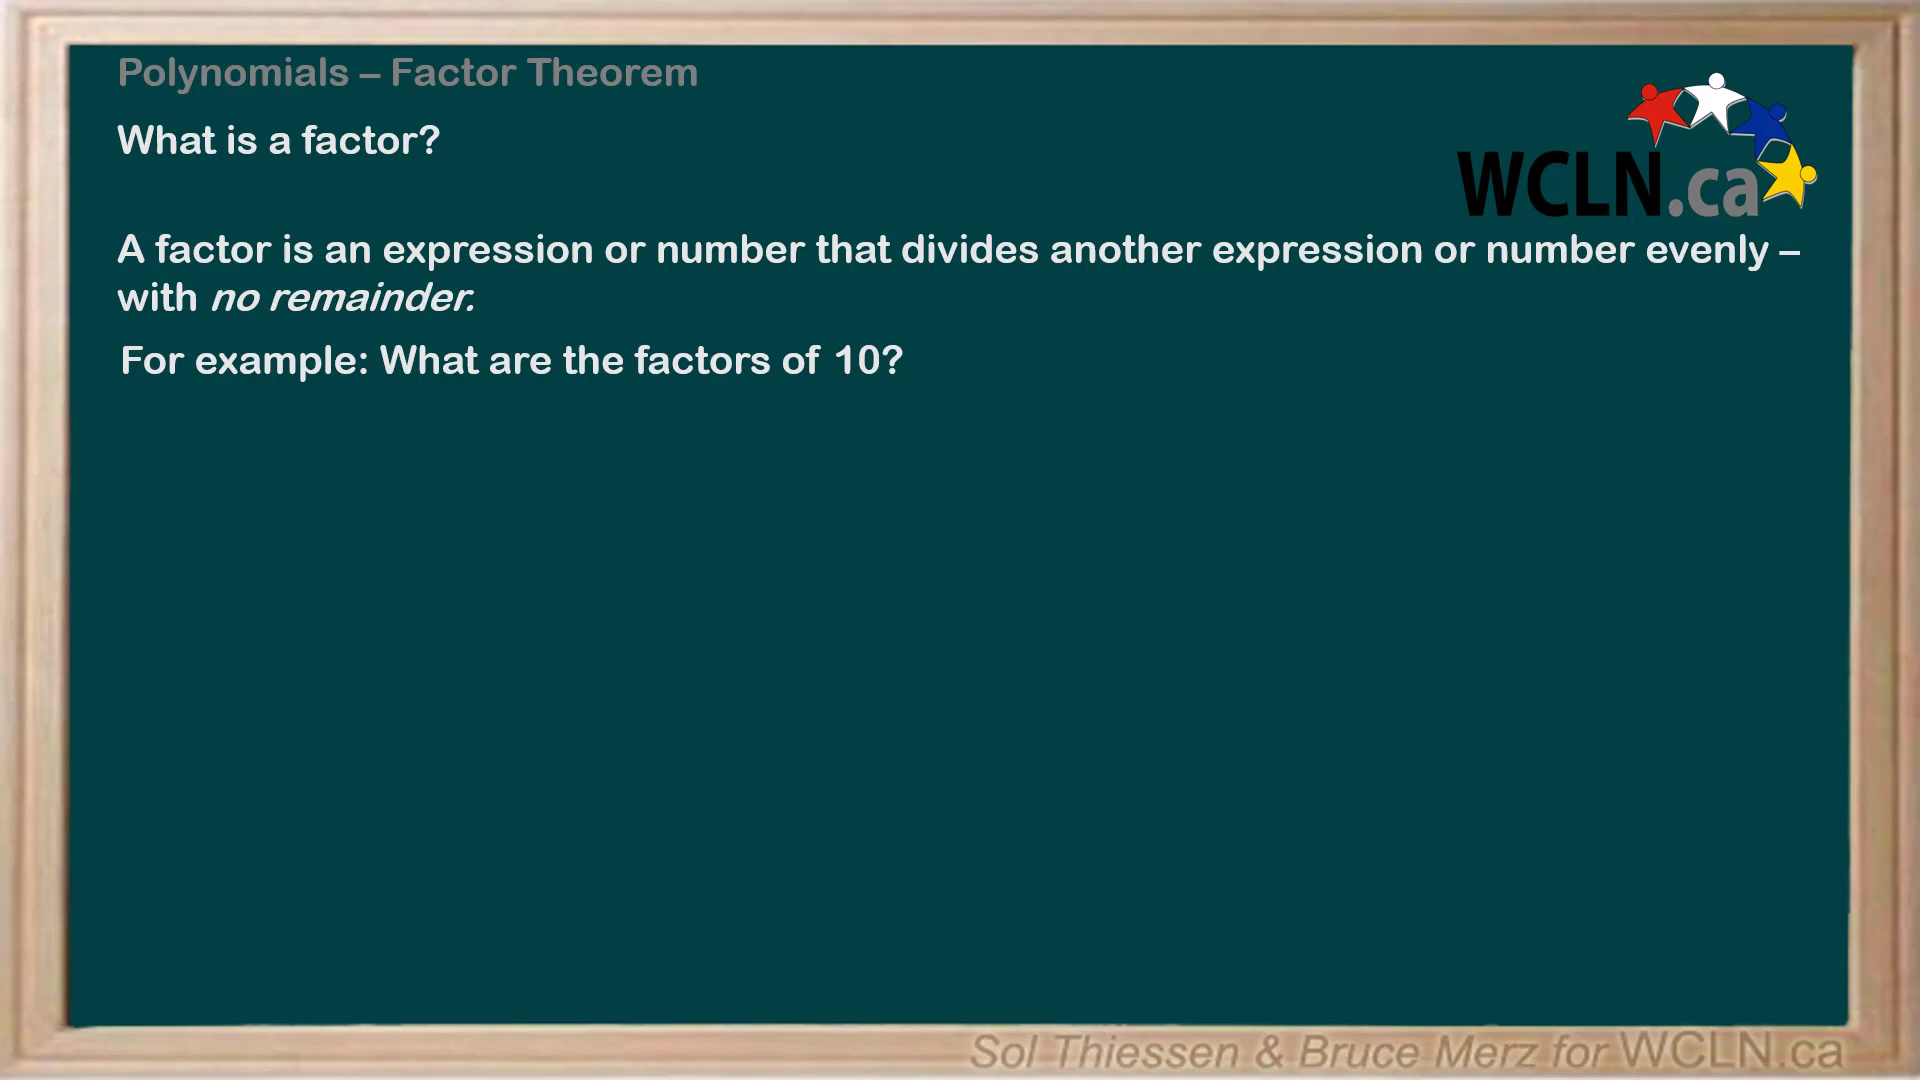 Polynomials – Factor Theorem
What is a factor?
WCLN.ca
A factor is an expression or number that divides another expression or number evenly –
with no remainder.
For example: What are the factors of 10?
Sol Thiessen & Bruce Merz for WCLN.ca